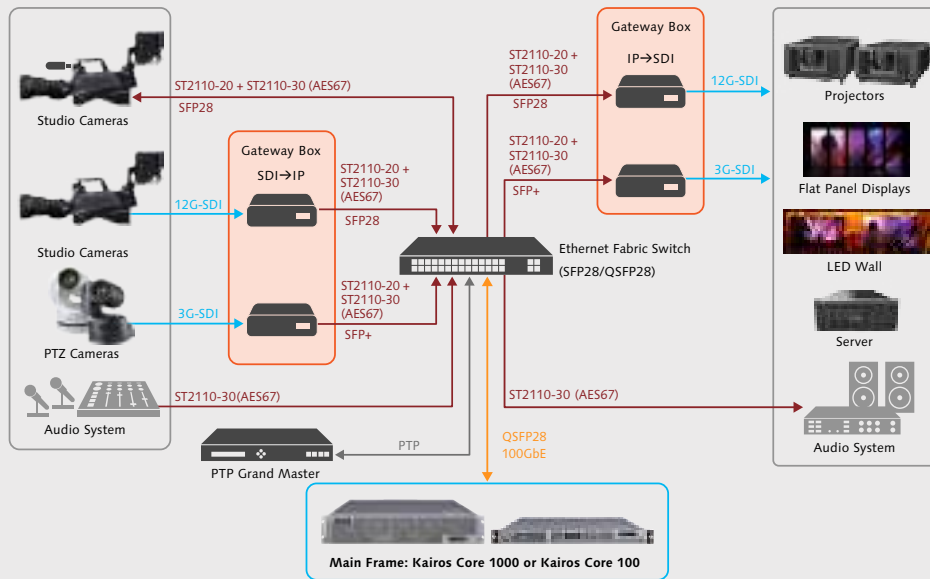 ST2110-20 + ST2110-30 (AES67)
SFP28
Studio Cameras
Gateway Box
SDI→IP
ST2110-20 +
ST2110-30
(AES67)
SFP28
12G-SDI
Studio Cameras
3G-SDI
ST2110-20 +
ST2110-30
(AES67)
SFP+
PTZ Cameras
ST2110-30(AES67)
Audio System
PTP
PTP Grand Master
Ethernet Fabric Switch
(SFP28/QSFP28)
QSFP28
100GbE
Main Frame: Kairos Core 1000 or Kairos Core 100
Gateway Box
IP→SDI
ST2110-20 +
ST2110-30
(AES67)
SFP28
12G-SDI
ST2110-20 +
ST2110-30
(AES67)
SFP+
3G-SDI
ST2110-30 (AES67)
Projectors
Flat Panel Displays
LED Wall
Server
Audio System